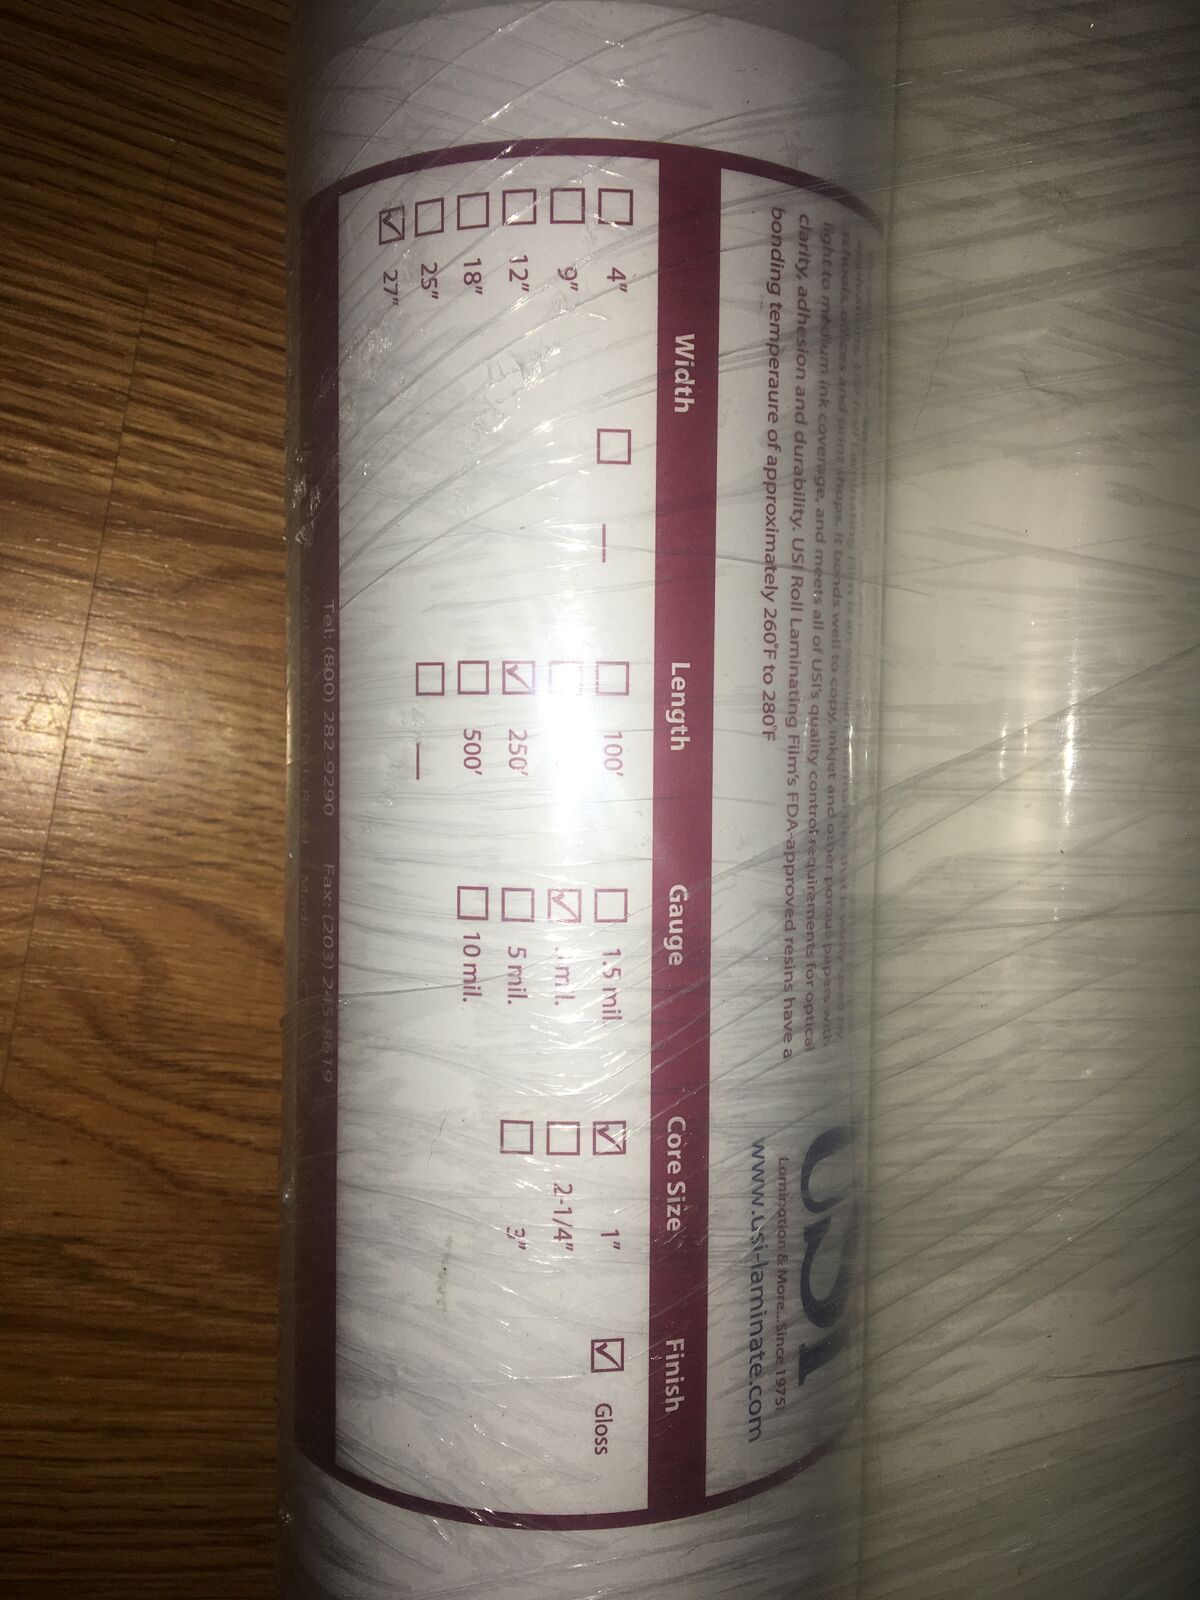 schools, offices and print shops. It bonds well to copy, inkjet and other porous papers with
light to medium ink coverage, and meets all of USI's quality control requirements for optical
clarity, adhesion and durability. USI Roll Laminating Film's FDA-approved resins have a
bonding temperaure of approximately 260°F to 280°F
USI
Lamination & More...Since 1975!
www.usi-laminate.com
Width Length Gauge Core Size Finish
4" 100' 1.5 mil. 1" Gloss
9" mil. 2-1/4"
12" 250' 5 mil. 3"
18" 500' 10 mil.
25"
27"
Tel: (800) 282 9290 Fax: (203) 245-8619